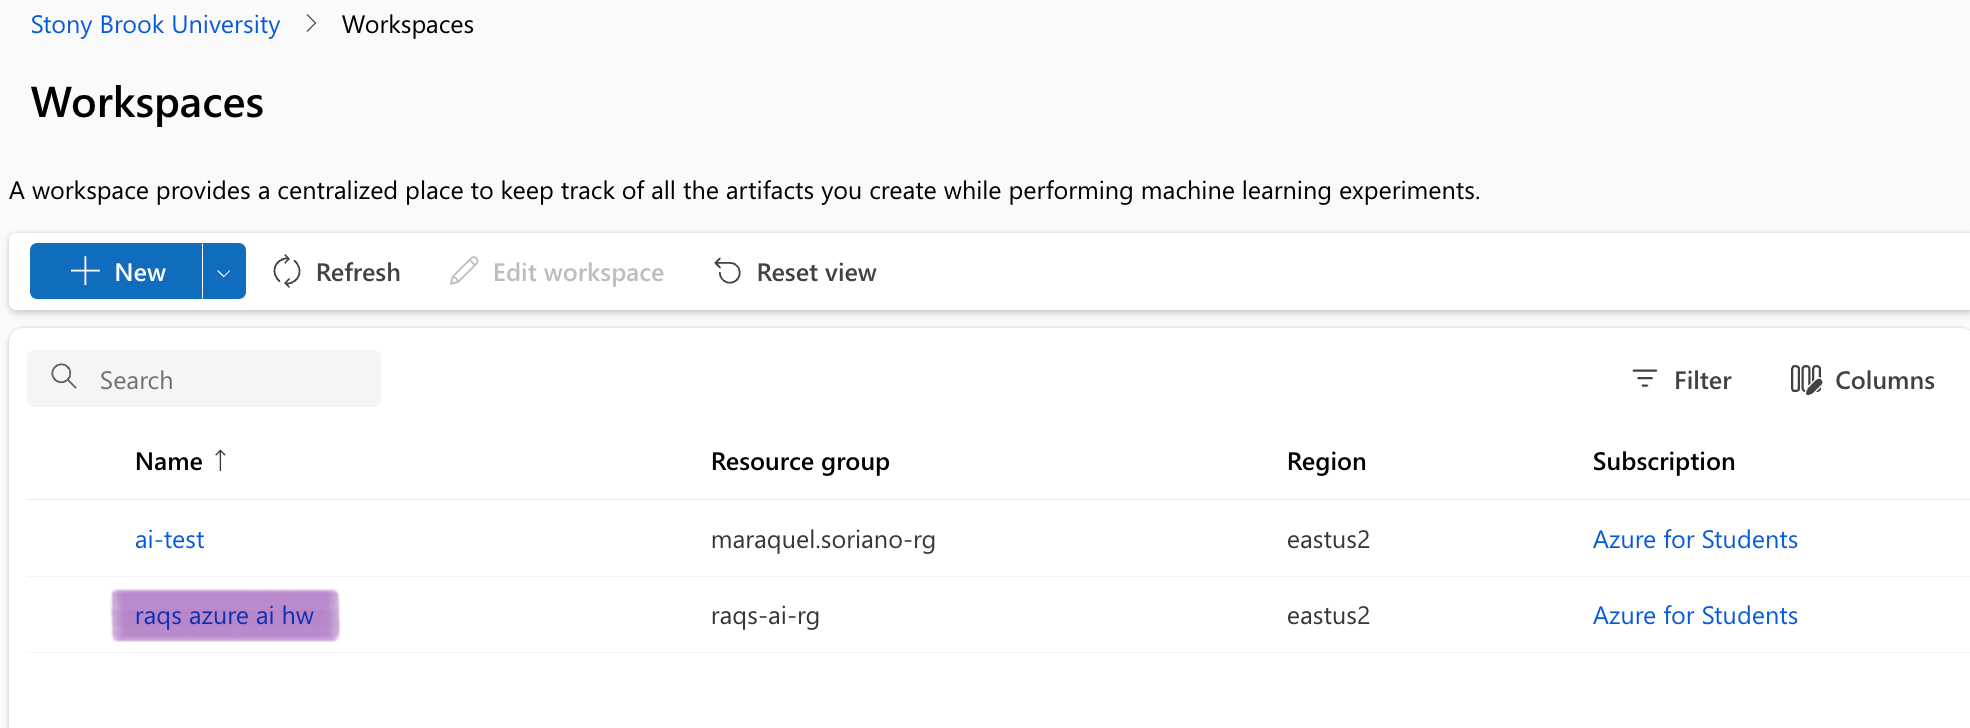 Stony Brook University > Workspaces
Workspaces
A workspace provides a centralized place to keep track of all the artifacts you create while performing machine learning experiments.
New Refresh Edit workspace Reset view
Search Filter Columns
Name ↑ Resource group Region Subscription
ai-test maraquel.soriano-rg eastus2 Azure for Students
raqs azure ai hw raqs-ai-rg eastus2 Azure for Students